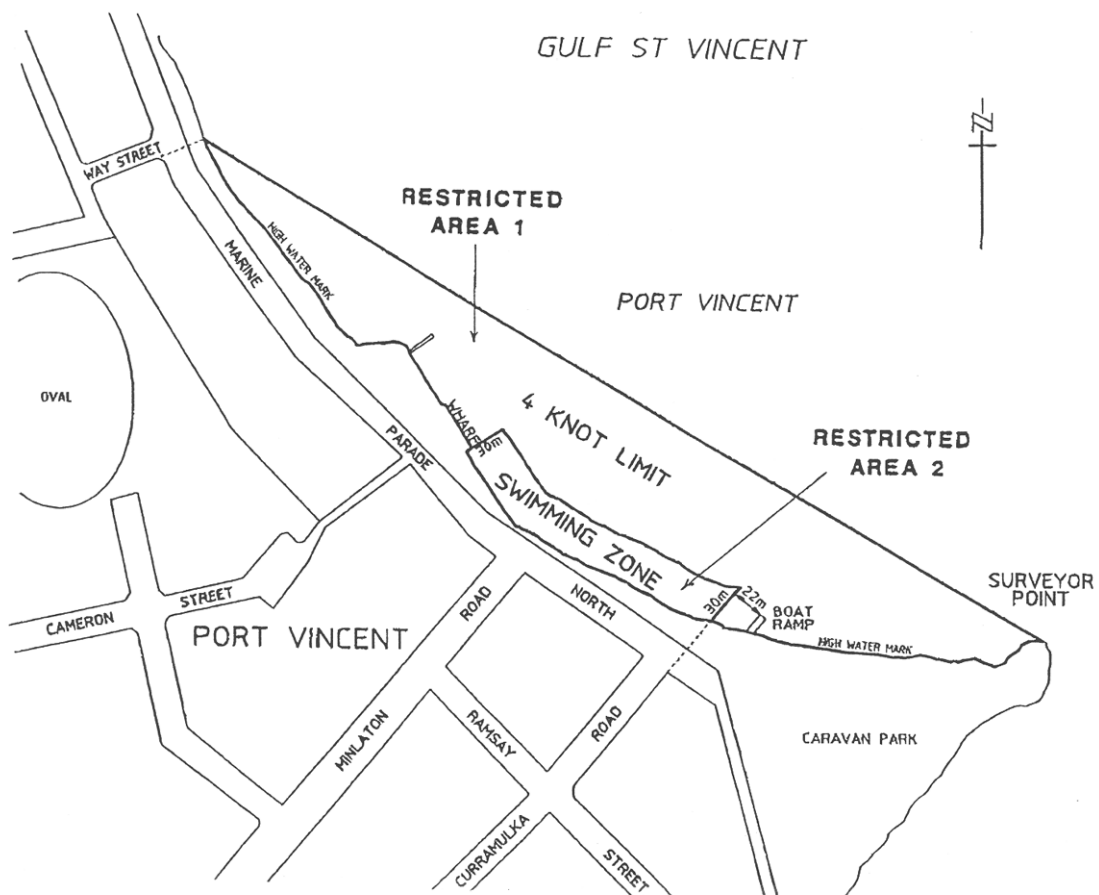 GULF ST VINCENT
N
WAY STREET
RESTRICTED
AREA 1
HIGH WATER MARK
MARINE
PORT VINCENT
OVAL
4 KNOT LIMIT
WHARF
30m
PARADE
RESTRICTED
AREA 2
SWIMMING ZONE
SURVEYOR
POINT
30m
22m
BOAT
RAMP
NORTH
ROAD
STREET
CAMERON
PORT VINCENT
HIGH WATER MARK
MINLATON
RAMSAY
ROAD
CARAVAN PARK
CURRAMULKA
STREET